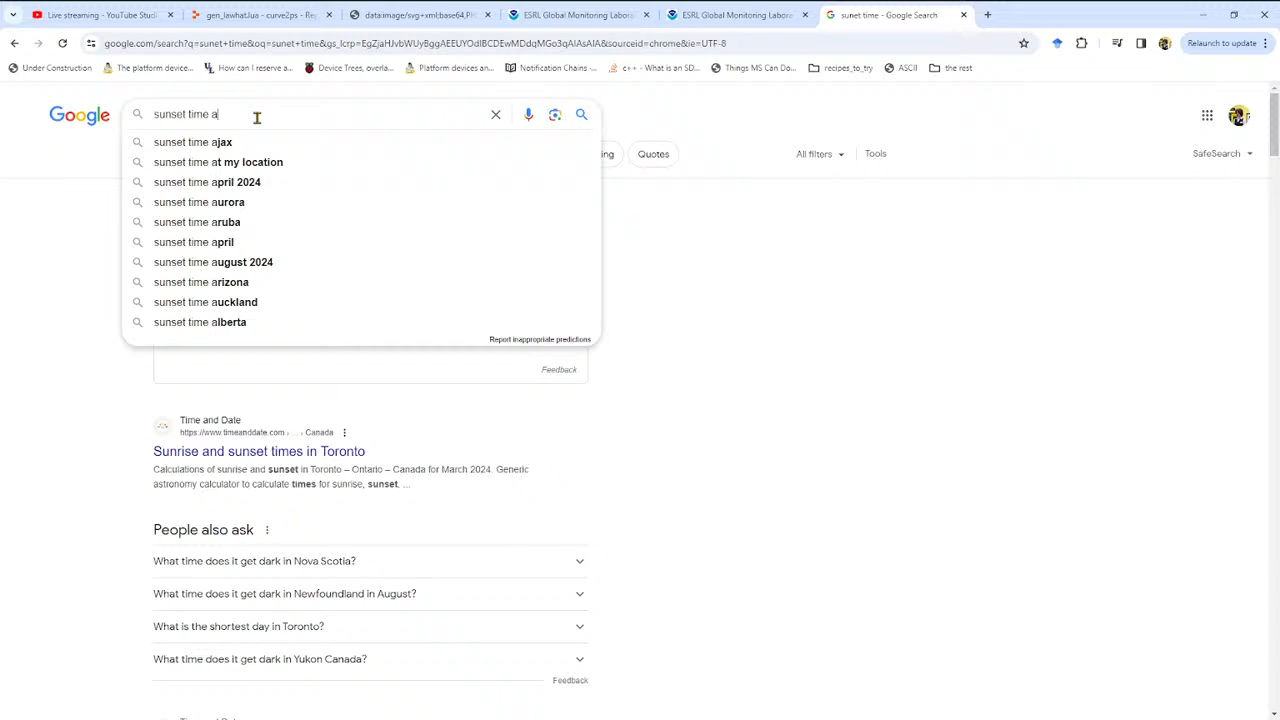 Live streaming - YouTube Studi
gen_lawhat.lua - curve2ps - Rep
data:image/svg+xml;base64,PH
ESRL Global Monitoring Labora
ESRL Global Monitoring Labora
sunet time - Google Search
google.com/search?q=sunet+time&oq=sunet+time&gs_lcrp=EgZjaHJvbWUyBggAEEUYOdIBCDEwMDdqMGo3qAIAsAIA&sourceid=chrome&ie=UTF-8
Relaunch to update
Under Construction
The platform device...
How can I reserve a...
Device Trees, overla...
Platform devices an...
Notification Chains -...
c++ - What is an SD...
Things MS Can Do...
recipes_to_try
ASCII
the rest
Google
sunset time a
ing
Quotes
All filters
Tools
SafeSearch
sunset time ajax
sunset time at my location
sunset time april 2024
sunset time aurora
sunset time aruba
sunset time april
sunset time august 2024
sunset time arizona
sunset time auckland
sunset time alberta
Report inappropriate predictions
Feedback
Time and Date
https://www.timeanddate.com › ... › Canada
Sunrise and sunset times in Toronto
Calculations of sunrise and sunset in Toronto – Ontario – Canada for March 2024. Generic
astronomy calculator to calculate times for sunrise, sunset, ...
People also ask
What time does it get dark in Nova Scotia?
What time does it get dark in Newfoundland in August?
What is the shortest day in Toronto?
What time does it get dark in Yukon Canada?
Feedback